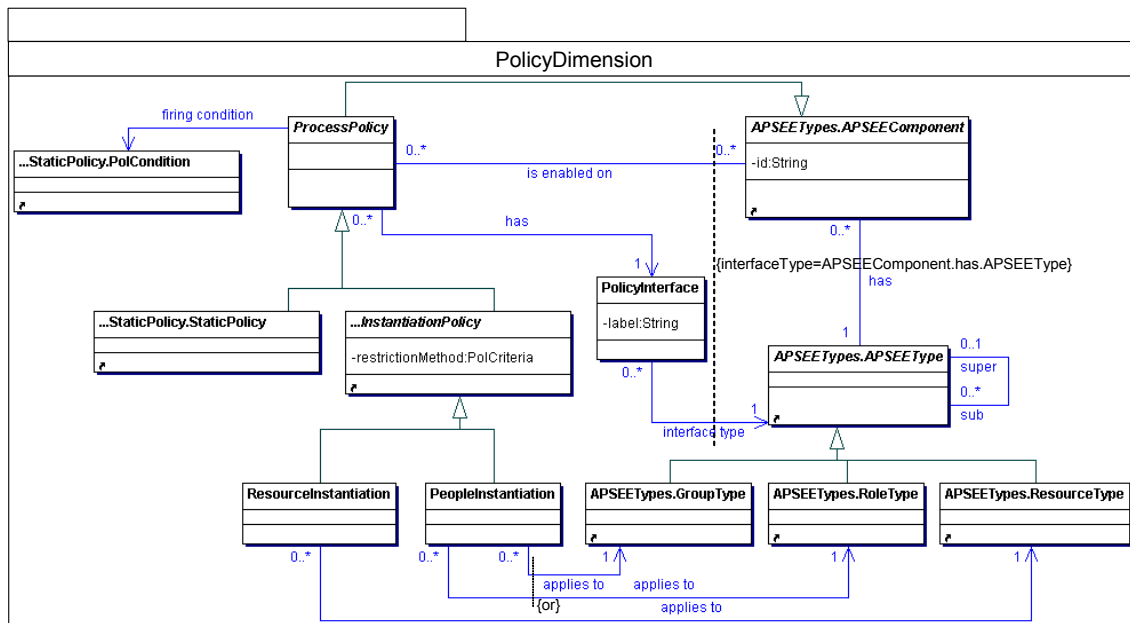 PolicyDimension
firing condition
ProcessPolicy
APSEETypes.APSEEComponent
-id:String
...StaticPolicy.PolCondition
0..*
0..*
is enabled on
0..*
has
0..*
{interfaceType=APSEEComponent.has.APSEEType}
1
has
PolicyInterface
-label:String
...StaticPolicy.StaticPolicy
...InstantiationPolicy
-restrictionMethod:PolCriteria
1
0..1
APSEETypes.APSEEType
super
0..*
0..*
1
sub
interface type
ResourceInstantiation
PeopleInstantiation
APSEETypes.GroupType
APSEETypes.RoleType
APSEETypes.ResourceType
0..*
0..*
0..*
1
1
1
applies to
applies to
{or}
applies to